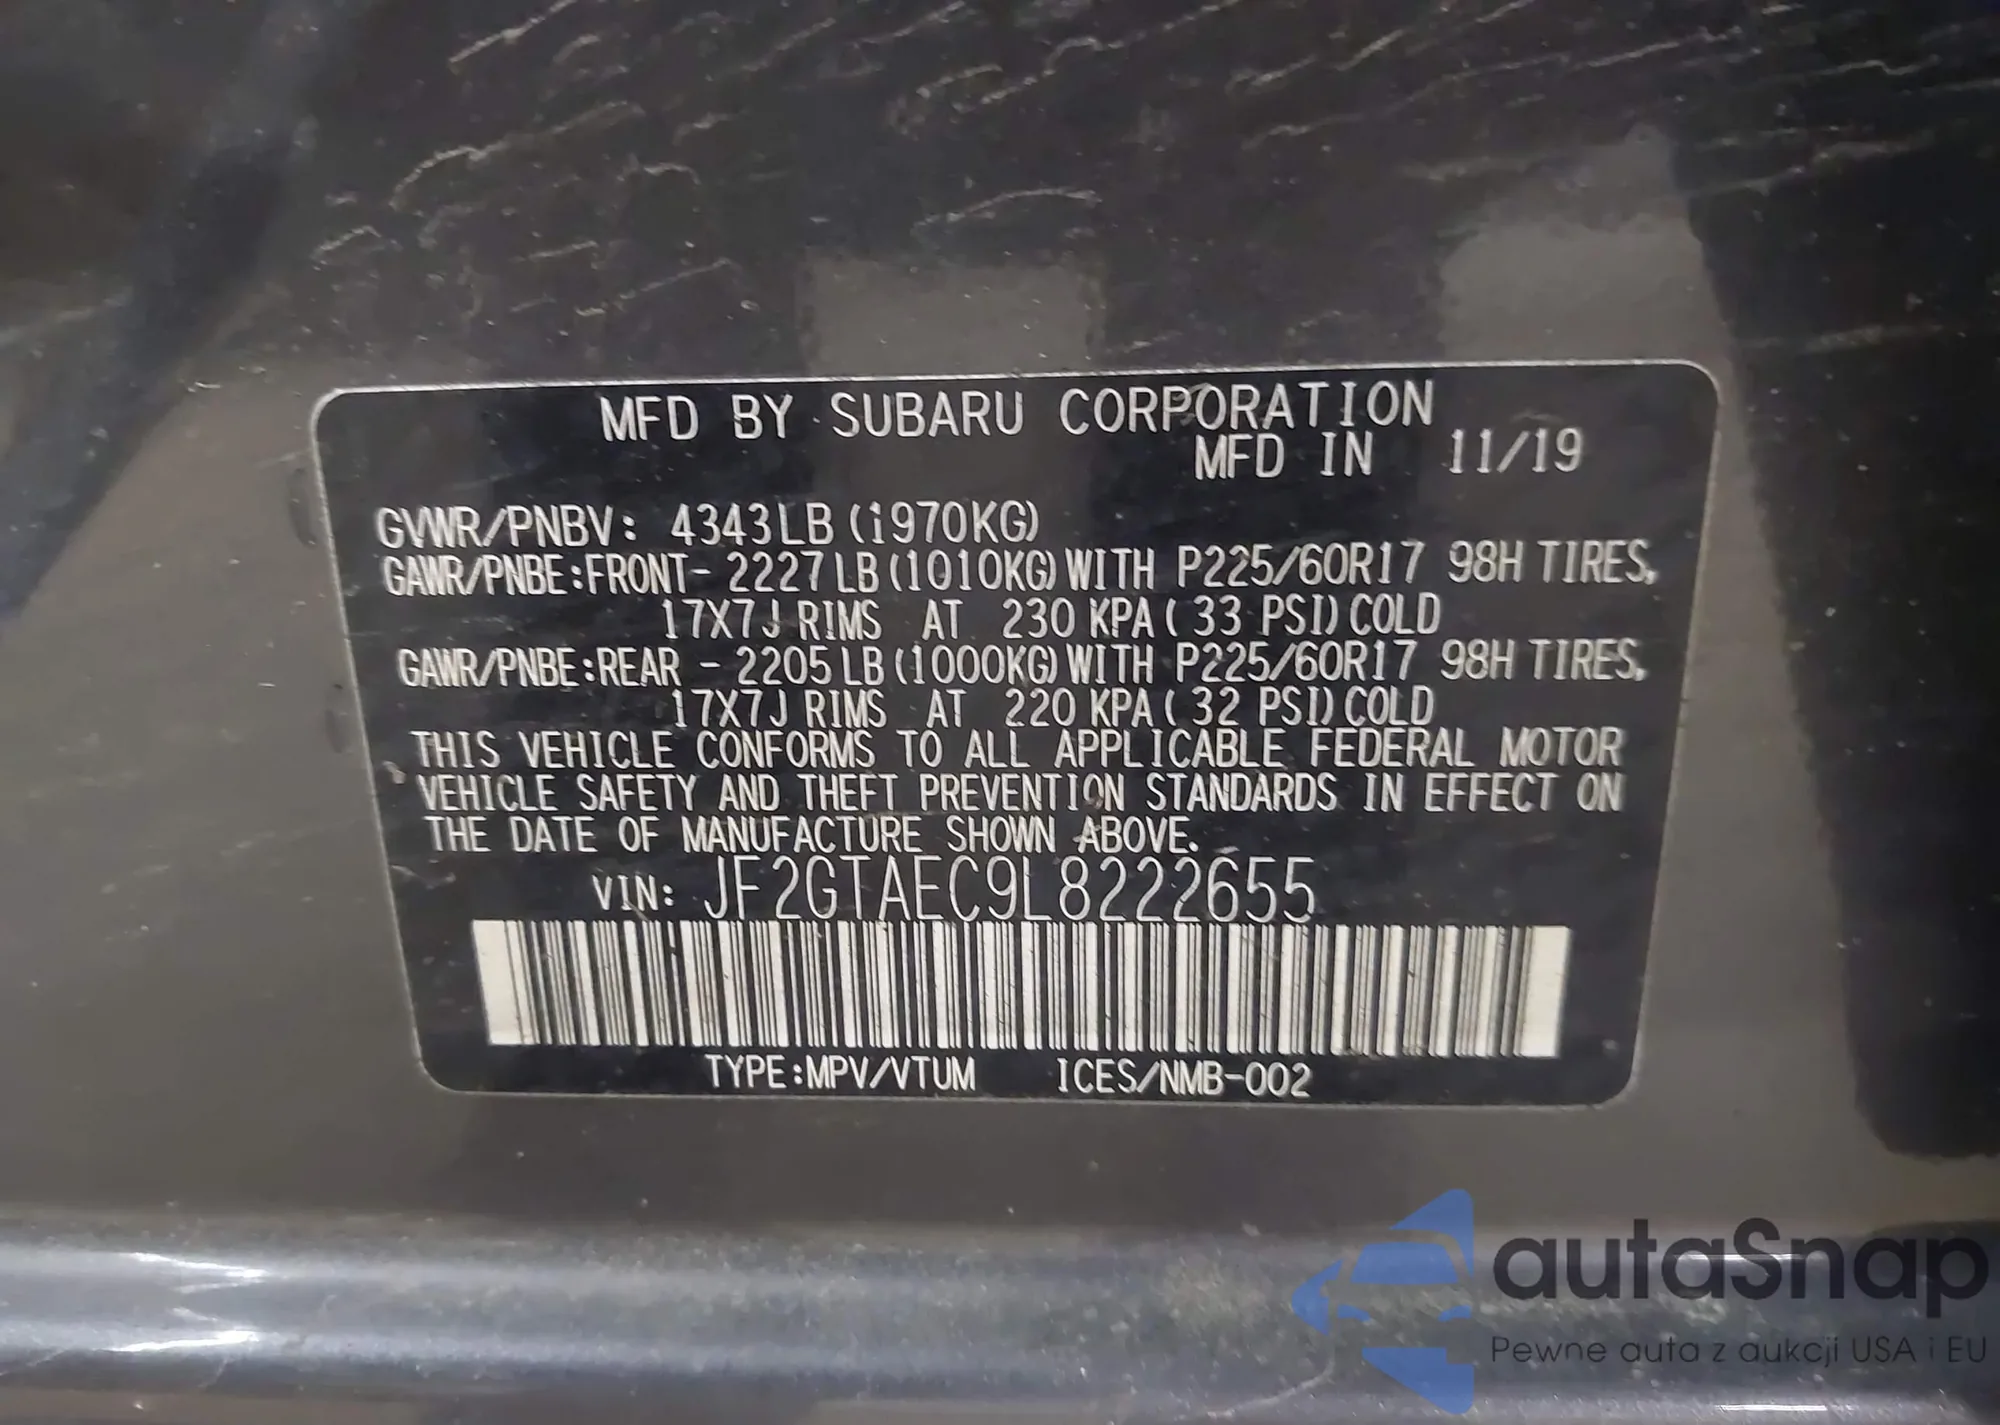 MFD BY SUBARU CORPORATION
MFD IN 11/19
GVWR/PNBV: 4343LB (1970KG)
GAWR/PNBE:FRONT- 2227LB (1010KG) WITH P225/60R17 98H TIRES,
17X7J RIMS AT 230 KPA ( 33 PSI) COLD
GAWR/PNBE:REAR - 2205LB (1000KG) WITH P225/60R17 98H TIRES,
17X7J RIMS AT 220 KPA ( 32 PSI) COLD
THIS VEHICLE CONFORMS TO ALL APPLICABLE FEDERAL MOTOR
VEHICLE SAFETY AND THEFT PREVENTION STANDARDS IN EFFECT ON
THE DATE OF MANUFACTURE SHOWN ABOVE.
VIN: JF2GTAEC9L8222655
TYPE:MPV/VTUM ICES/NMB-002
autaSnap
Pewne auta z aukcji USA i EU